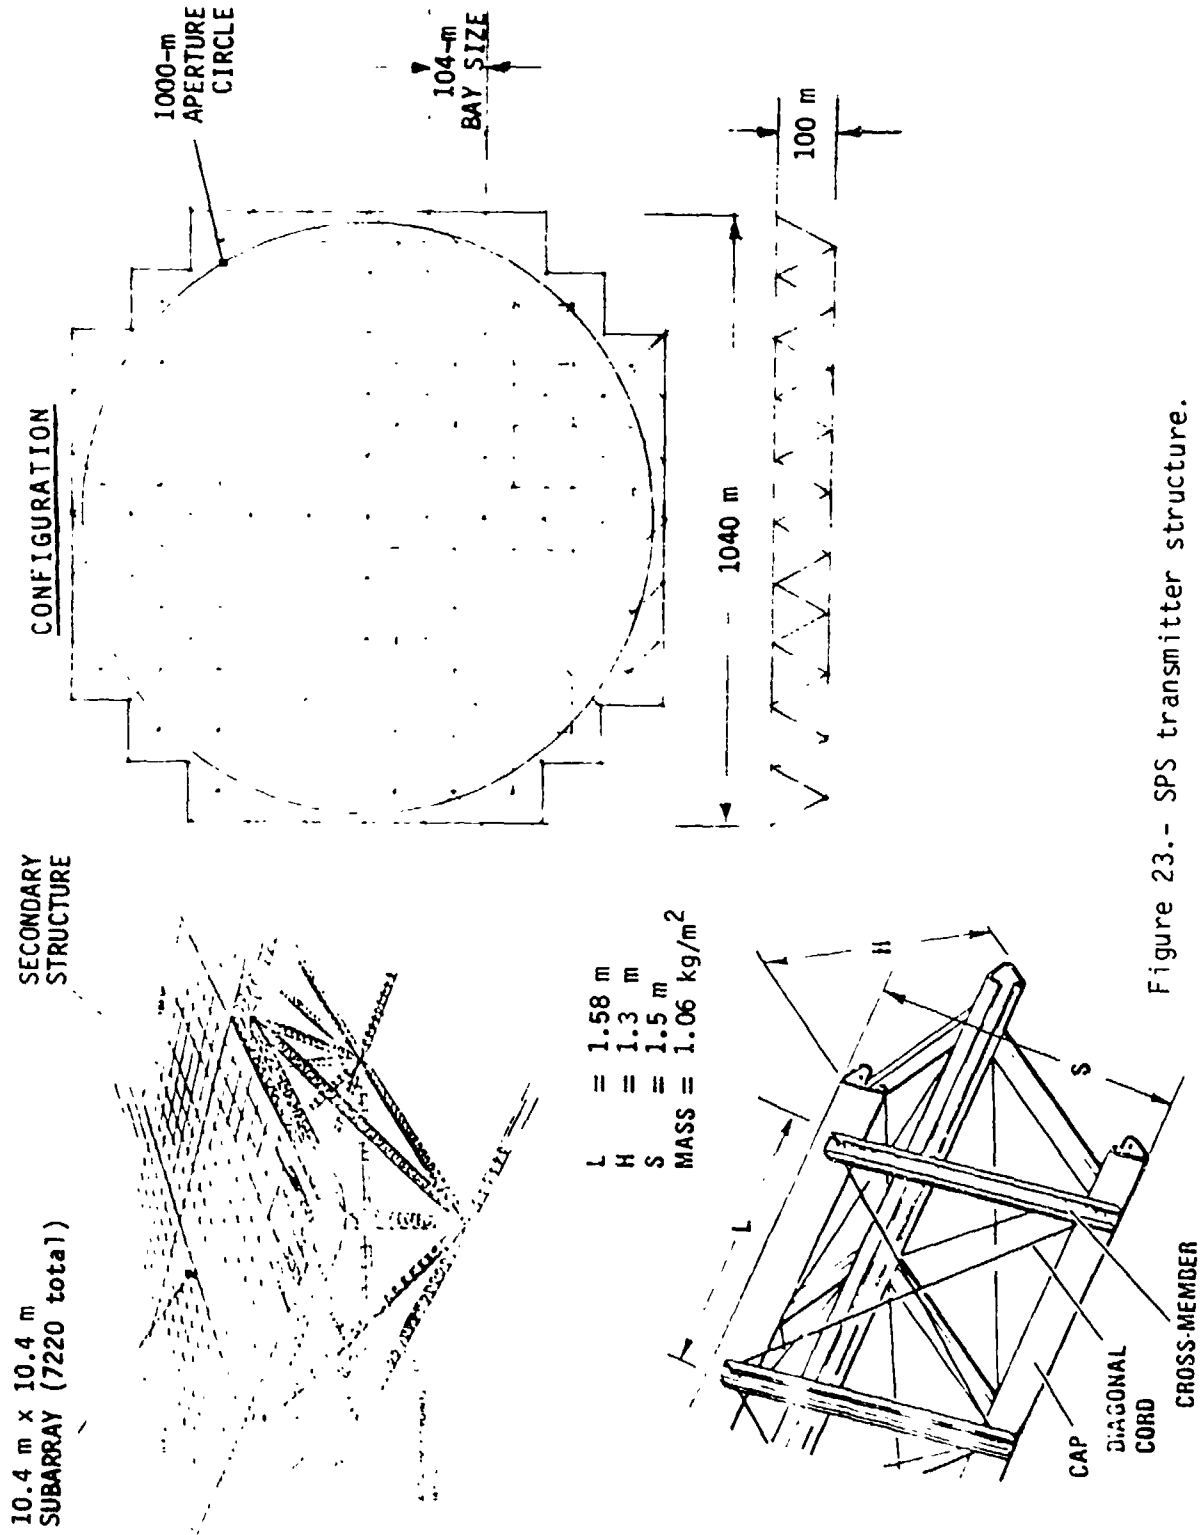 10.4 m x 10.4 m
SUBARRAY (7220 total)
SECONDARY
STRUCTURE
CONFIGURATION
1000-m
APERTURE
CIRCLE
104-m
BAY SIZE
1040 m
100 m
L = 1.58 m
H = 1.3 m
S = 1.5 m
MASS = 1.06 kg/m²
L
H
S
CAP
DIAGONAL
CORD
CROSS-MEMBER
Figure 23.- SPS transmitter structure.